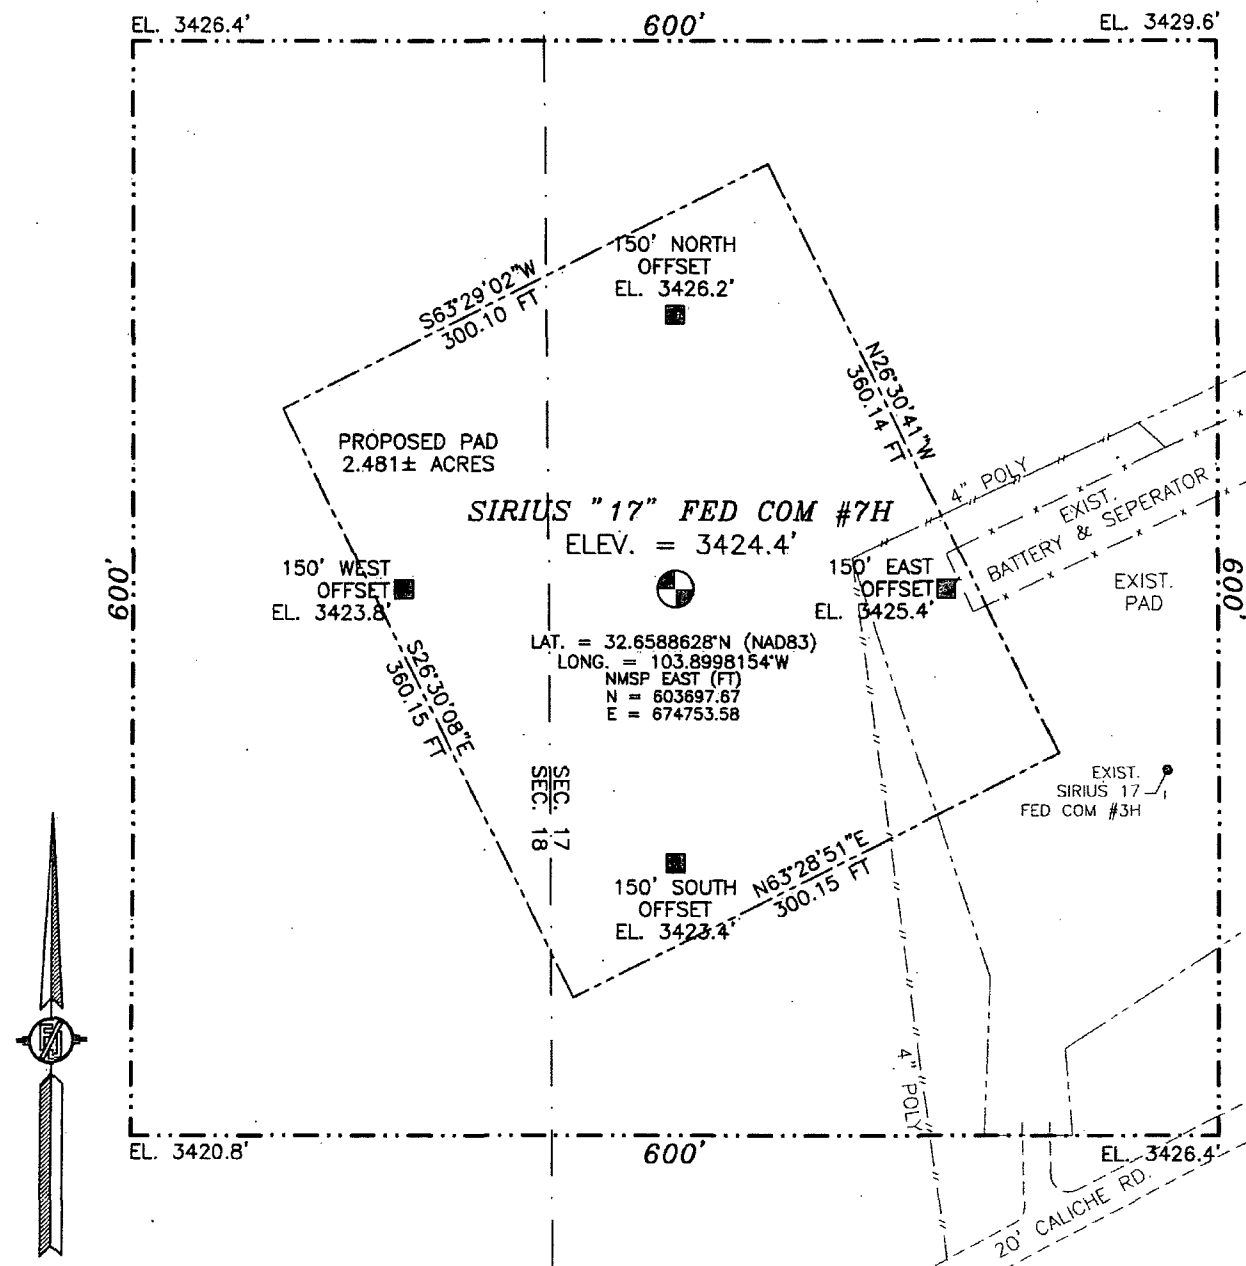 EL. 3426.4'
600'
EL. 3429.6'
150' NORTH
OFFSET
EL. 3426.2'
S63°29'02"W
300.10 FT
N26°30'41"W
360.14 FT
PROPOSED PAD
2.481± ACRES
4" POLY
EXIST.
BATTERY & SEPERATOR
SIRIUS "17" FED COM #7H
ELEV. = 3424.4'
600'
150' WEST
OFFSET
EL. 3423.8'
150' EAST
OFFSET
EL. 3425.4'
EXIST.
PAD
600'
LAT. = 32.6588628°N (NAD83)
LONG. = 103.8998154°W
NMSP EAST (FT)
N = 603697.67
E = 674753.58
S26°30'08"E
360.15 FT
SEC. 17
SEC. 18
EXIST.
SIRIUS 17
FED COM #3H
N63°28'51"E
300.15 FT
150' SOUTH
OFFSET
EL. 3423.4'
4" POLY
EL. 3420.8'
600'
EL. 3426.4'
20' CALICHE RD.